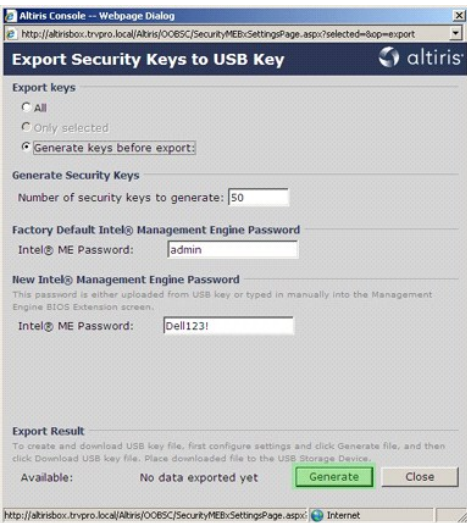 Altiris Console -- Webpage Dialog
http://altirisbox.trvpro.local/Altiris/OOBSC/SecurityMEBxSettingsPage.aspx?selected=&op=export
Export Security Keys to USB Key
altiris
Export keys
All
Only selected
Generate keys before export:
Generate Security Keys
Number of security keys to generate: 50
Factory Default Intel® Management Engine Password
Intel® ME Password: admin
New Intel® Management Engine Password
This password is either uploaded from USB key or typed in manually into the Management
Engine BIOS Extension screen.
Intel® ME Password: Dell123!
Export Result
To create and download USB key file, first configure settings and click Generate file, and then
click Download USB key file. Place downloaded file to the USB Storage Device.
Available: No data exported yet Generate Close
http://altirisbox.trvpro.local/Altiris/OOBSC/SecurityMEBxSettingsPage.aspx Internet